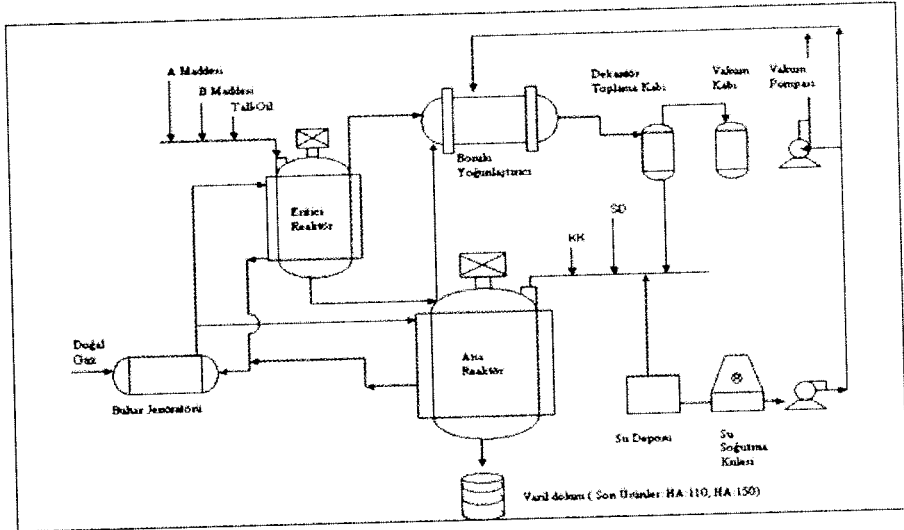 A Maddesi
B Maddesi
Tall-Oil
Eritici
Reaktör
Borulu
Yoğunlaştırıcı
Dekantör
Toplama Kabı
Vakum
Kabı
Vakum
Pompası
KK
SD
Ana
Reaktör
Doğal
Gaz
Buhar Jeneratörü
Su Deposu
Su
Soğutma
Kulesi
Varil dolum ( Son Ürünler: HA-110, HA-150)